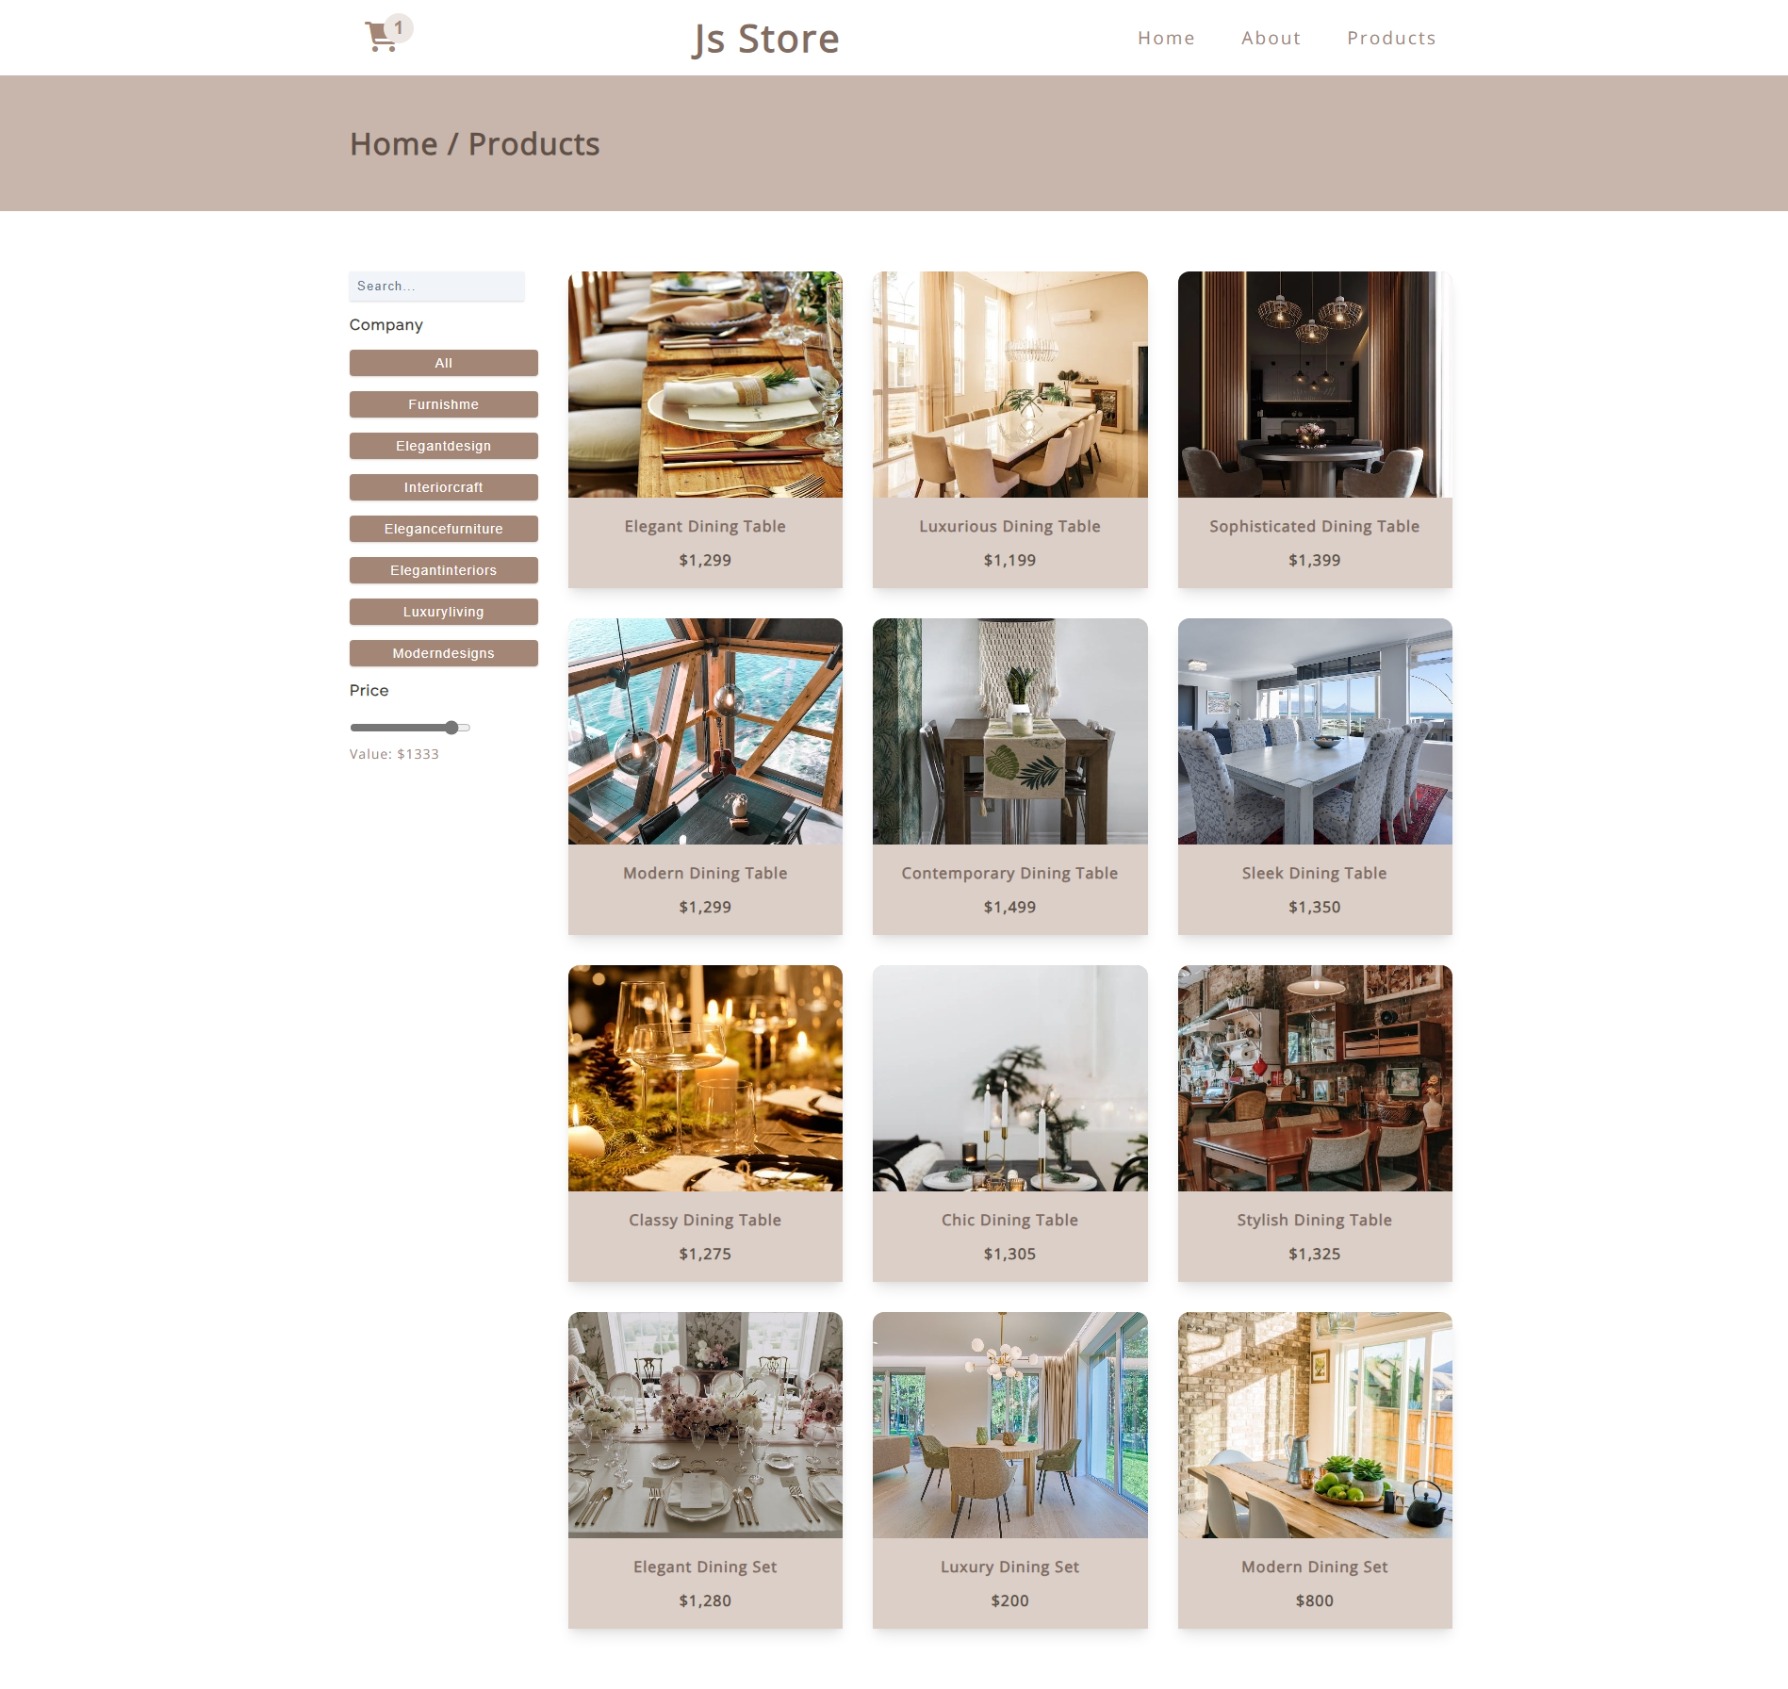 1
Js Store
Home About Products
Home / Products
Search...
Company
All
Furnishme
Elegantdesign
Interiorcraft
Elegancefurniture
Elegantinteriors
Luxuryliving
Moderndesigns
Price
Value: $1333
Elegant Dining Table
$1,299
Luxurious Dining Table
$1,199
Sophisticated Dining Table
$1,399
Modern Dining Table
$1,299
Contemporary Dining Table
$1,499
Sleek Dining Table
$1,350
Classy Dining Table
$1,275
Chic Dining Table
$1,305
Stylish Dining Table
$1,325
Elegant Dining Set
$1,280
Luxury Dining Set
$200
Modern Dining Set
$800